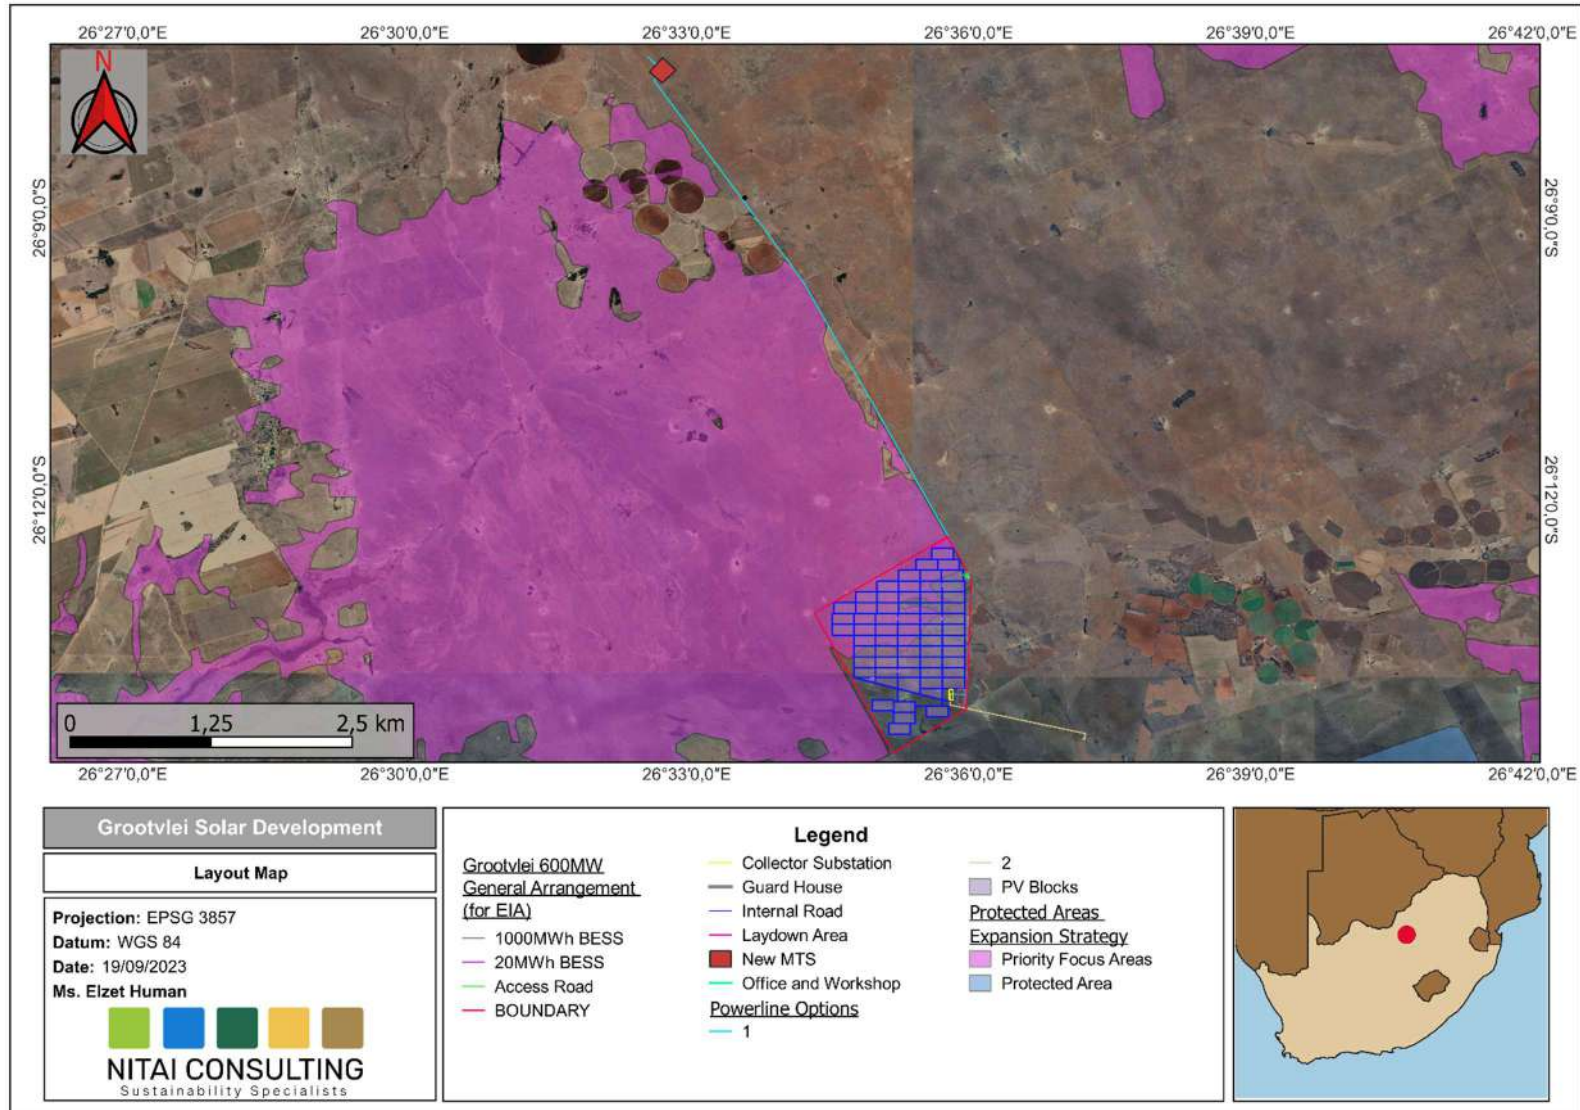 26°27'0,0"E 26°30'0,0"E 26°33'0,0"E 26°36'0,0"E 26°39'0,0"E 26°42'0,0"E
N
26°9'0,0"S 26°9'0,0"S
26°12'0,0"S 26°12'0,0"S
0 1,25 2,5 km
26°27'0,0"E 26°30'0,0"E 26°33'0,0"E 26°36'0,0"E 26°39'0,0"E 26°42'0,0"E
Grootvlei Solar Development
Layout Map
Projection: EPSG 3857
Datum: WGS 84
Date: 19/09/2023
Ms. Elzet Human
NITAI CONSULTING
Sustainability Specialists
Legend
Grootvlei 600MW
General Arrangement
(for EIA)
1000MWh BESS
20MWh BESS
Access Road
BOUNDARY
Collector Substation
Guard House
Internal Road
Laydown Area
New MTS
Office and Workshop
Powerline Options
1
2
PV Blocks
Protected Areas
Expansion Strategy
Priority Focus Areas
Protected Area